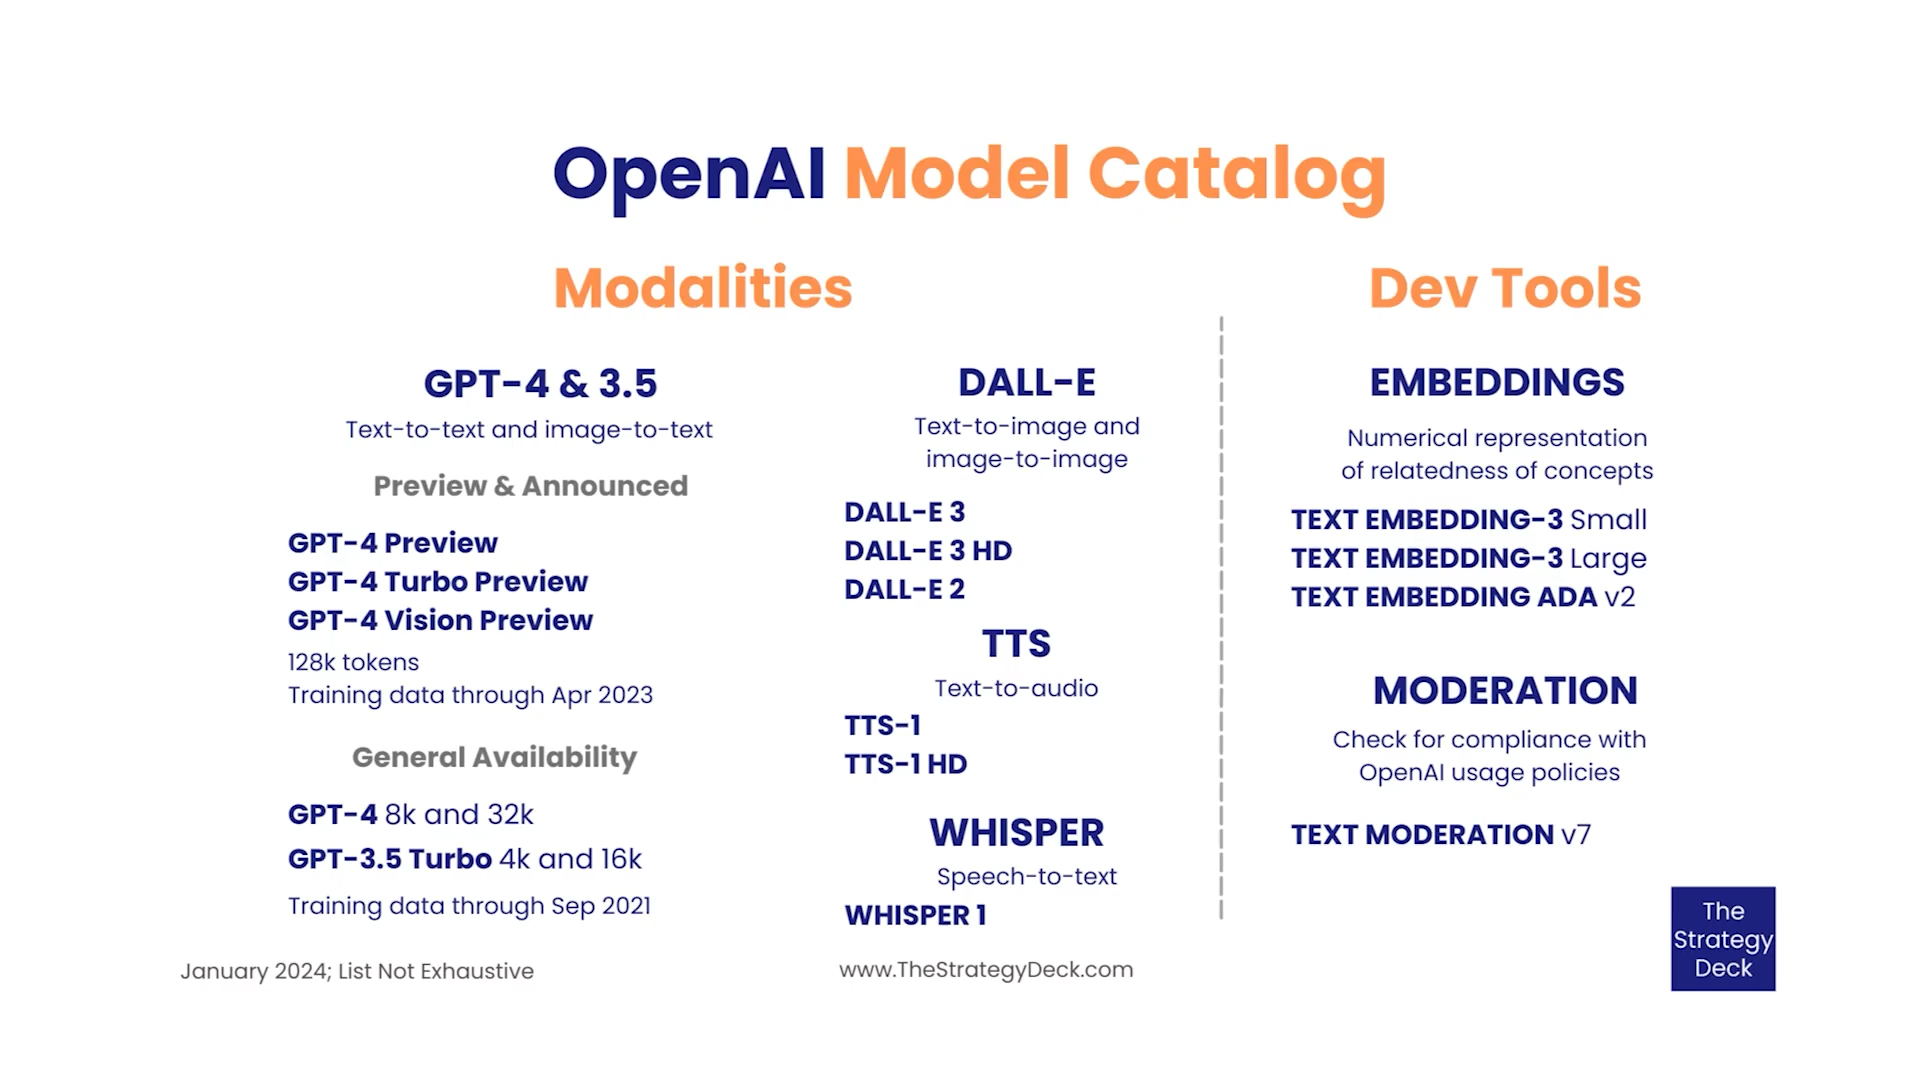 OpenAI Model Catalog
Modalities
GPT-4 & 3.5
Text-to-text and image-to-text
Preview & Announced
GPT-4 Preview
GPT-4 Turbo Preview
GPT-4 Vision Preview
128k tokens
Training data through Apr 2023
General Availability
GPT-4 8k and 32k
GPT-3.5 Turbo 4k and 16k
Training data through Sep 2021
DALL-E
Text-to-image and
image-to-image
DALL-E 3
DALL-E 3 HD
DALL-E 2
TTS
Text-to-audio
TTS-1
TTS-1 HD
WHISPER
Speech-to-text
WHISPER 1
Dev Tools
EMBEDDINGS
Numerical representation
of relatedness of concepts
TEXT EMBEDDING-3 Small
TEXT EMBEDDING-3 Large
TEXT EMBEDDING ADA v2
MODERATION
Check for compliance with
OpenAI usage policies
TEXT MODERATION v7
January 2024; List Not Exhaustive
www.TheStrategyDeck.com
The
Strategy
Deck